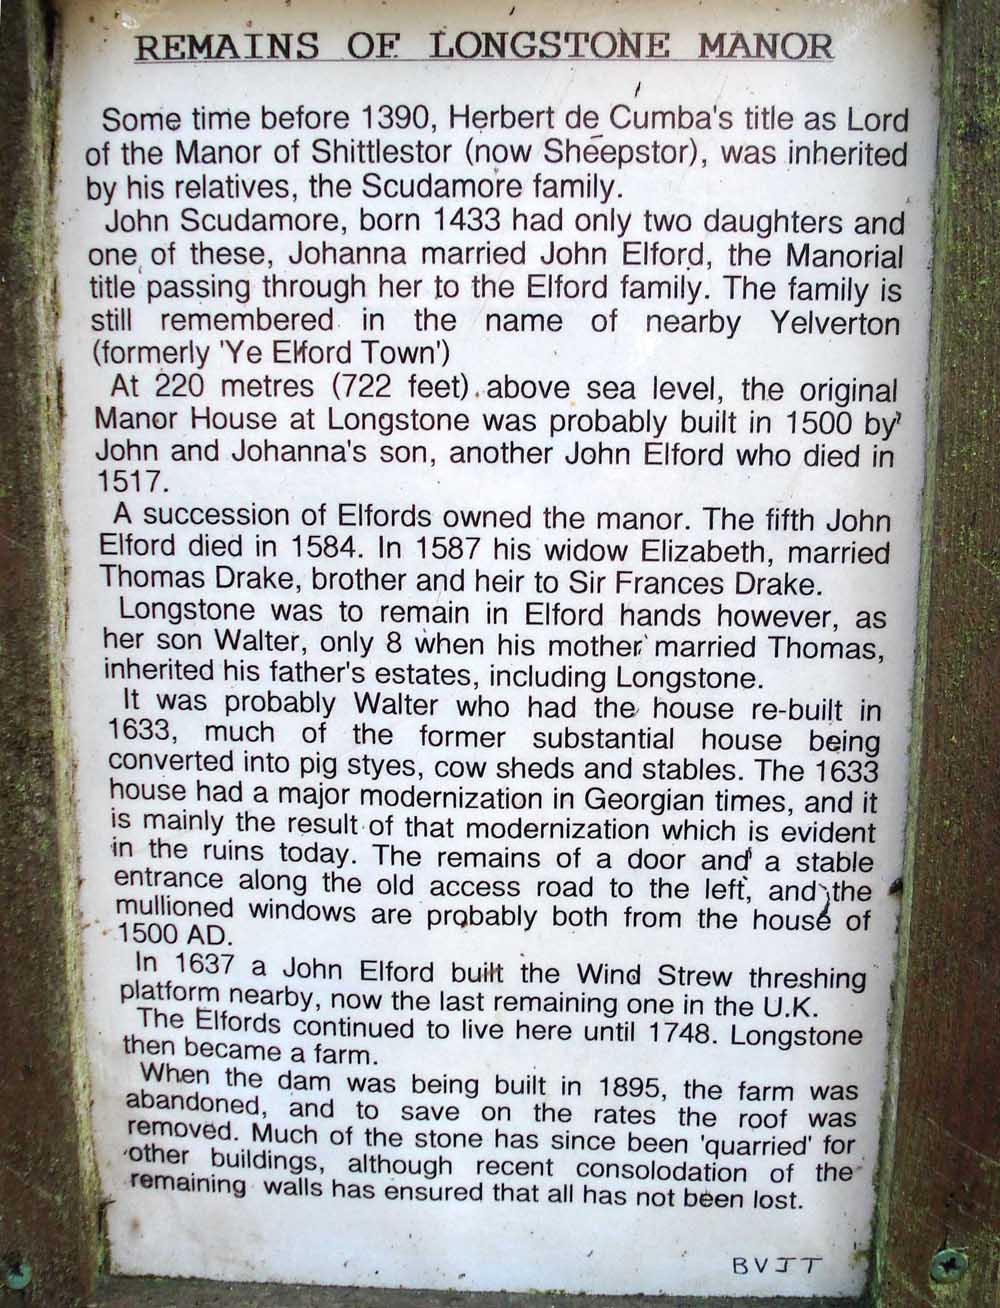 REMAINS OF LONGSTONE MANOR
Some time before 1390, Herbert de Cumba's title as Lord
of the Manor of Shittlestor (now Sheepstor), was inherited
by his relatives, the Scudamore family.
John Scudamore, born 1433 had only two daughters and
one of these, Johanna married John Elford, the Manorial
title passing through her to the Elford family. The family is
still remembered in the name of nearby Yelverton
(formerly 'Ye Elford Town')
At 220 metres (722 feet) above sea level, the original
Manor House at Longstone was probably built in 1500 by
John and Johanna's son, another John Elford who died in
1517.
A succession of Elfords owned the manor. The fifth John
Elford died in 1584. In 1587 his widow Elizabeth, married
Thomas Drake, brother and heir to Sir Frances Drake.
Longstone was to remain in Elford hands however, as
her son Walter, only 8 when his mother married Thomas,
inherited his father's estates, including Longstone.
It was probably Walter who had the house re-built in
1633, much of the former substantial house being
converted into pig styes, cow sheds and stables. The 1633
house had a major modernization in Georgian times, and it
is mainly the result of that modernization which is evident
in the ruins today. The remains of a door and a stable
entrance along the old access road to the left, and the
mullioned windows are probably both from the house of
1500 AD.
In 1637 a John Elford built the Wind Strew threshing
platform nearby, now the last remaining one in the U.K.
The Elfords continued to live here until 1748. Longstone
then became a farm.
When the dam was being built in 1895, the farm was
abandoned, and to save on the rates the roof was
removed. Much of the stone has since been 'quarried' for
other buildings, although recent consolodation of the
remaining walls has ensured that all has not been lost.
BVJT